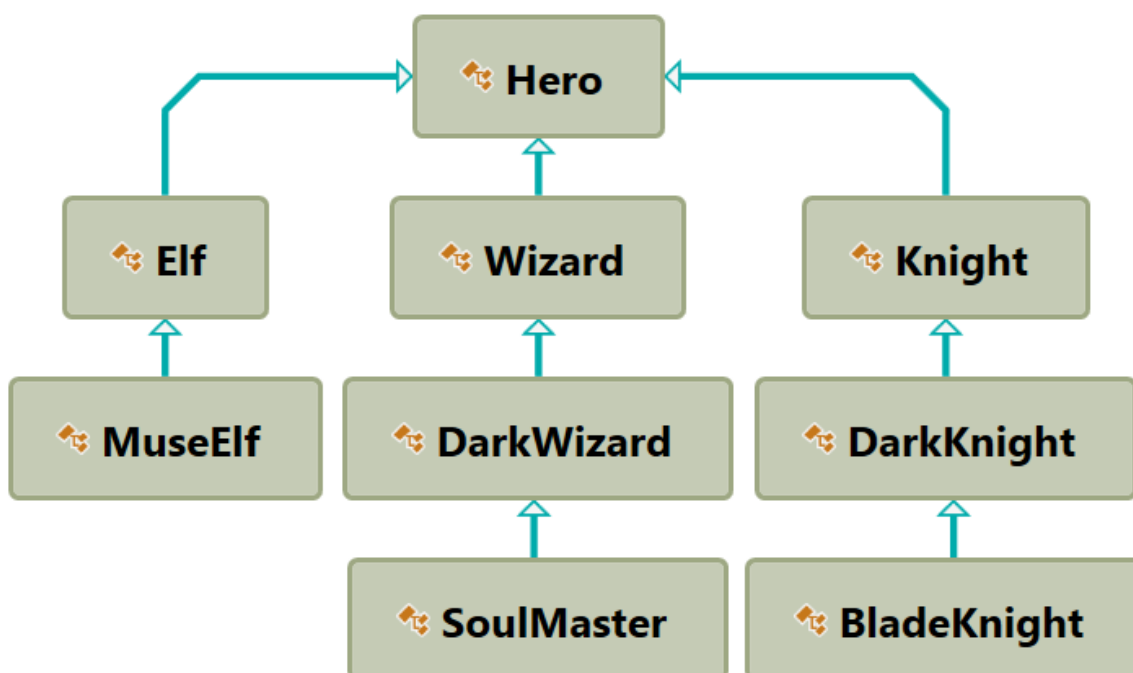 Hero
Elf
Wizard
Knight
MuseElf
DarkWizard
DarkKnight
SoulMaster
BladeKnight